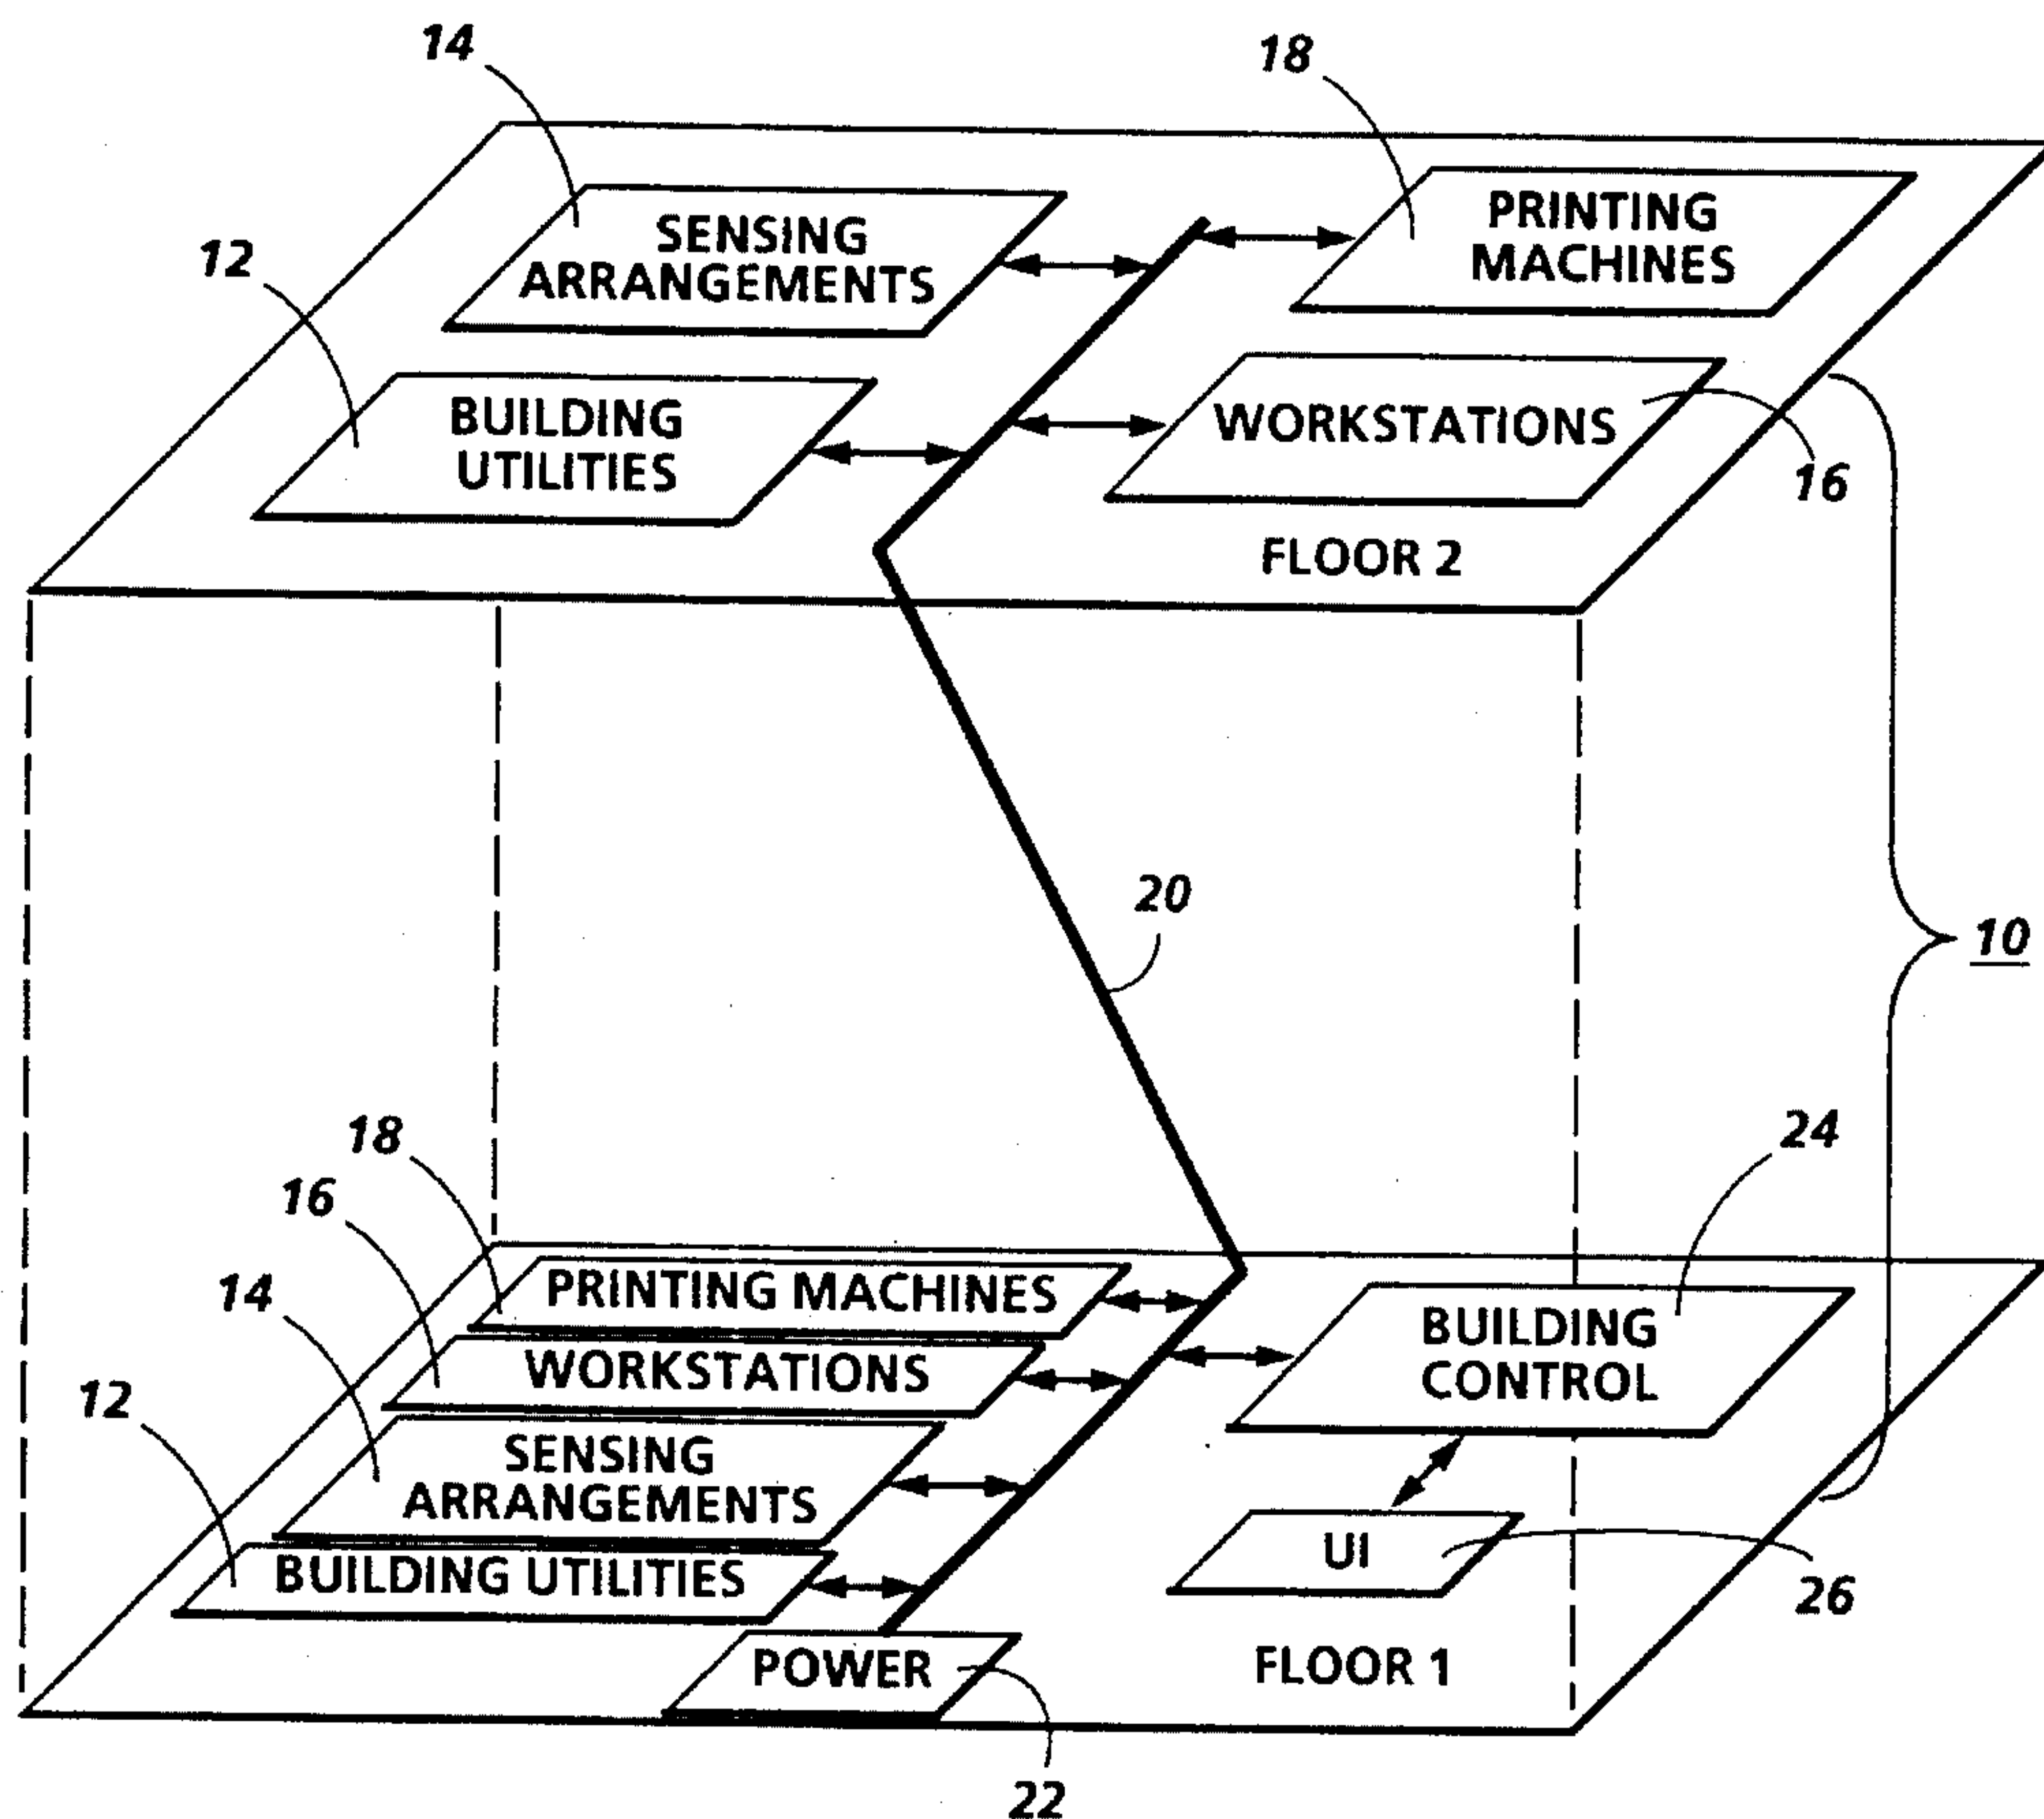 14
18
12
SENSING
ARRANGEMENTS
PRINTING
MACHINES
BUILDING
UTILITIES
WORKSTATIONS
16
FLOOR 2
20
10
18
24
16
14
12
PRINTING MACHINES
WORKSTATIONS
SENSING
ARRANGEMENTS
BUILDING UTILITIES
BUILDING
CONTROL
UI
26
POWER
FLOOR 1
22